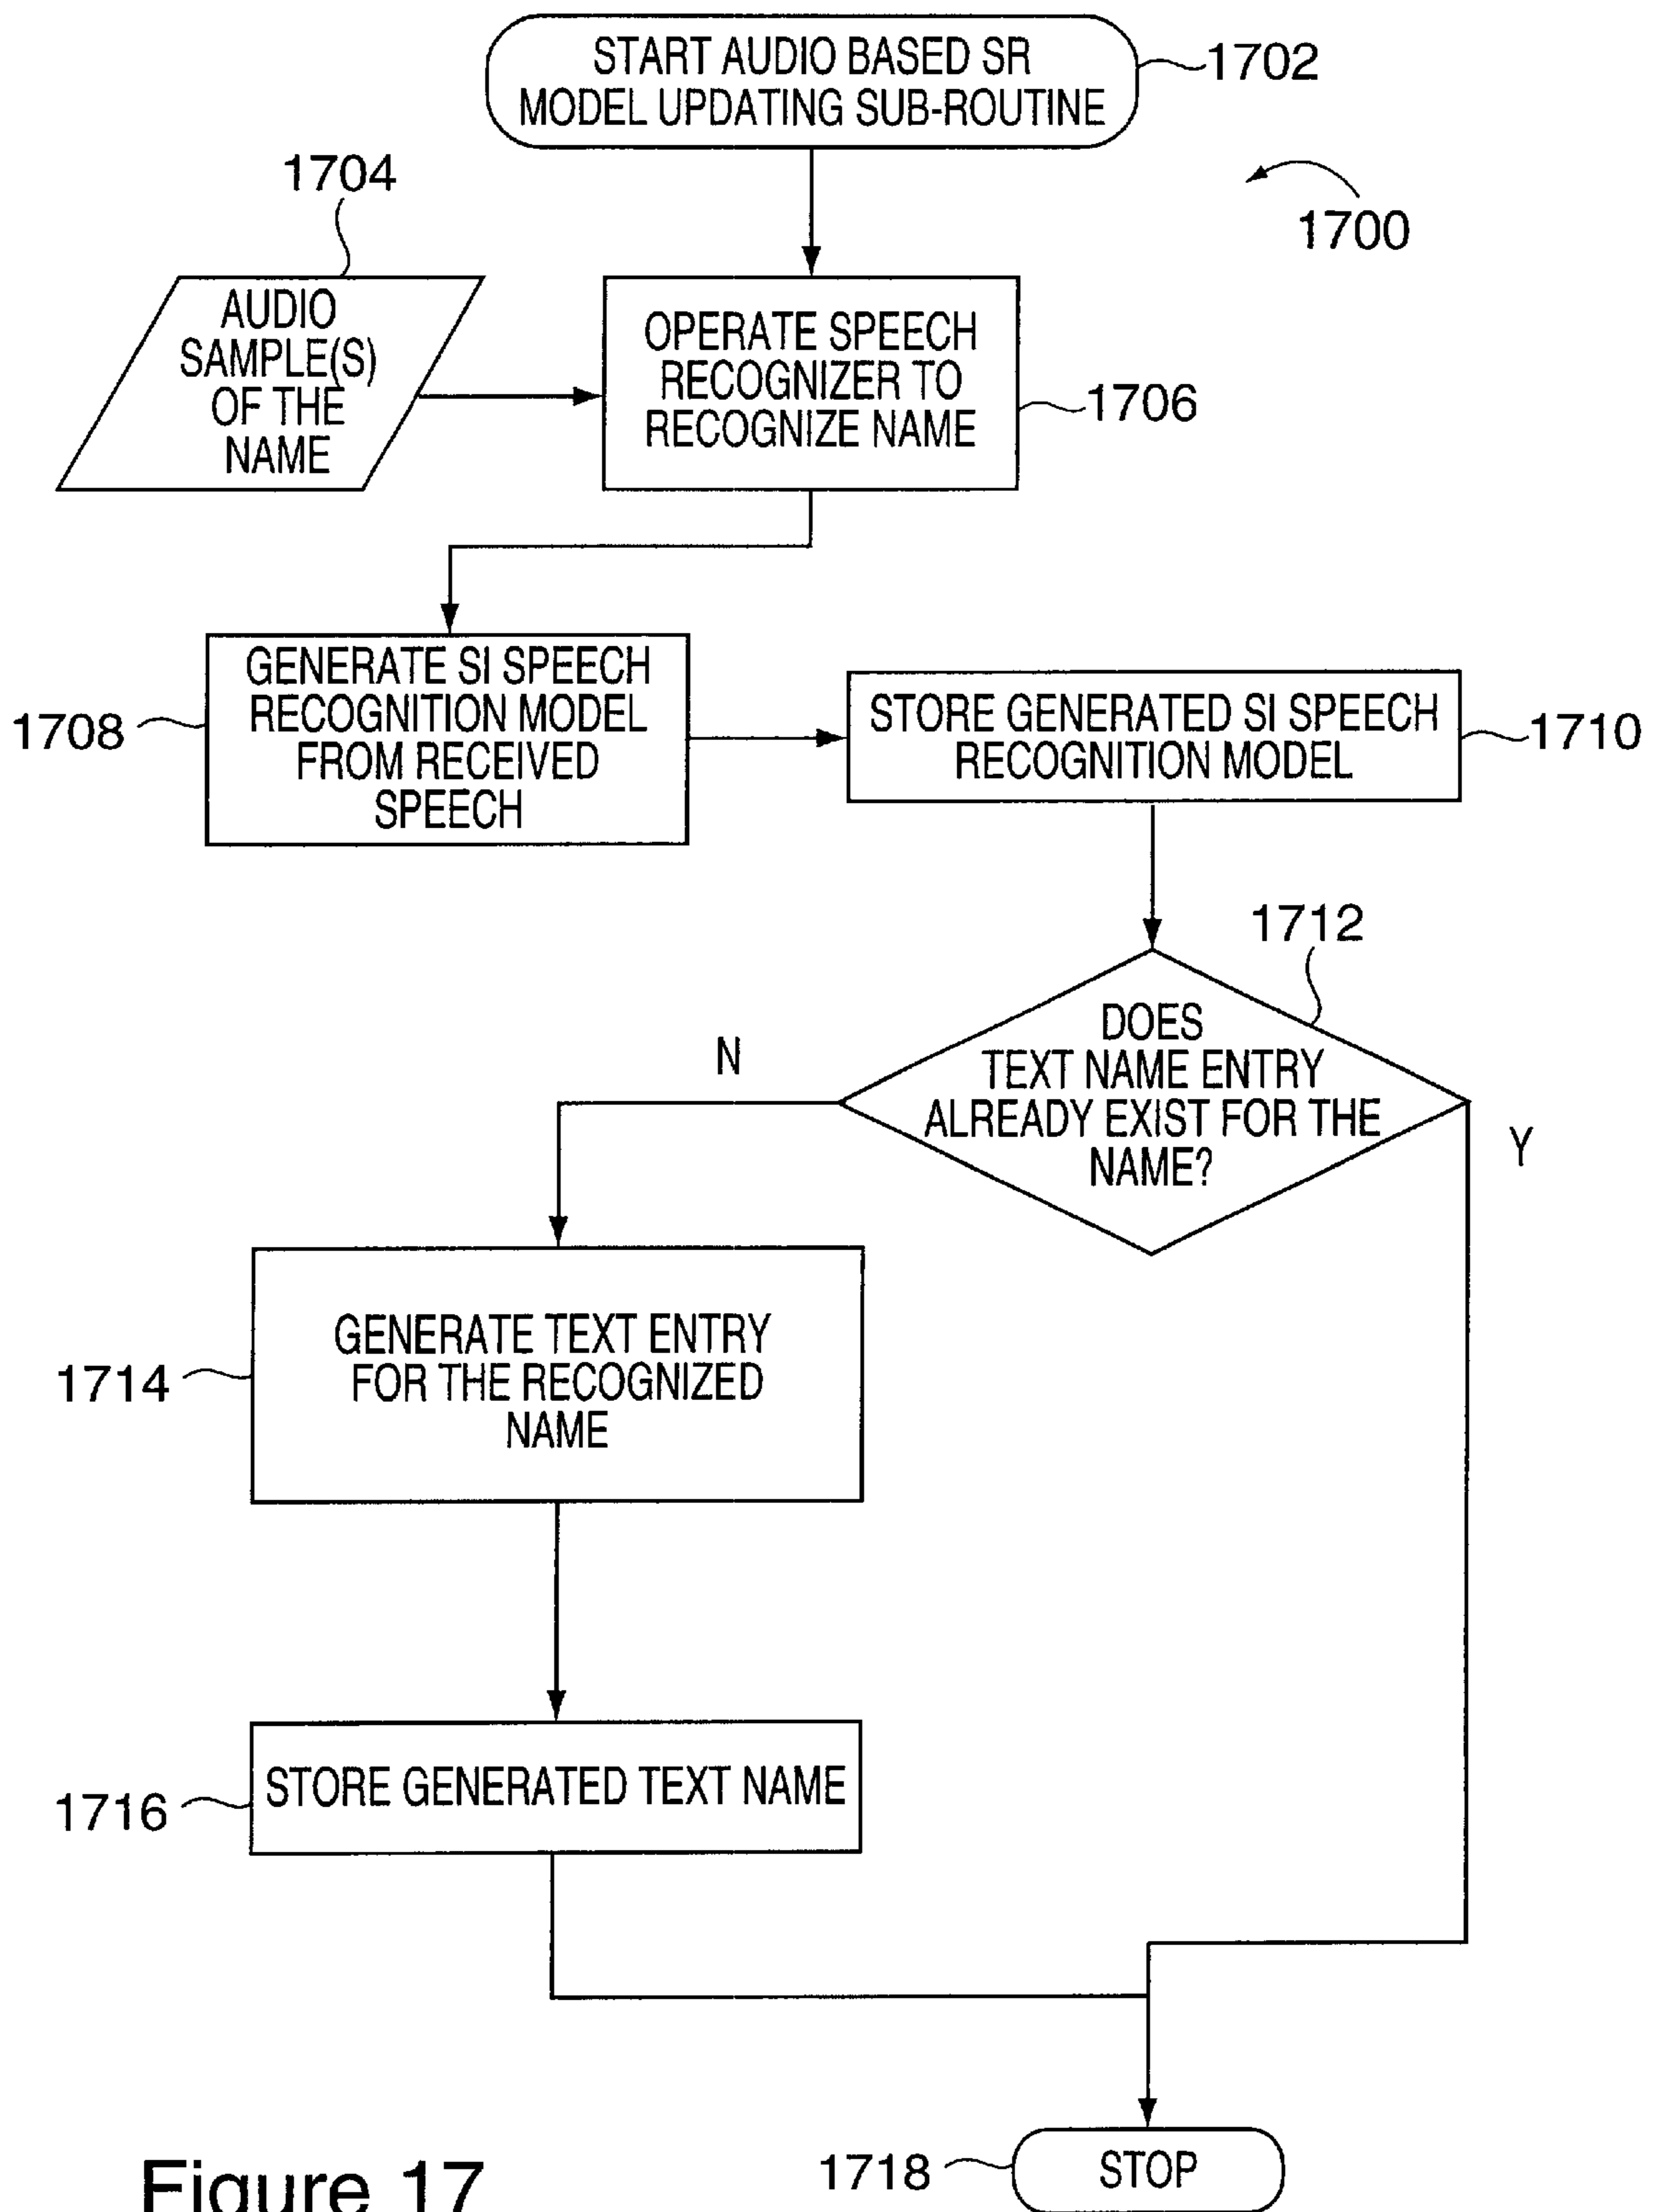 START AUDIO BASED SR
MODEL UPDATING SUB-ROUTINE
1702
1700
1704
AUDIO
SAMPLE(S)
OF THE
NAME
OPERATE SPEECH
RECOGNIZER TO
RECOGNIZE NAME
1706
1708
GENERATE SI SPEECH
RECOGNITION MODEL
FROM RECEIVED
SPEECH
STORE GENERATED SI SPEECH
RECOGNITION MODEL
1710
1712
DOES
TEXT NAME ENTRY
ALREADY EXIST FOR THE
NAME?
N
Y
1714
GENERATE TEXT ENTRY
FOR THE RECOGNIZED
NAME
1716
STORE GENERATED TEXT NAME
1718
STOP
Figure 17